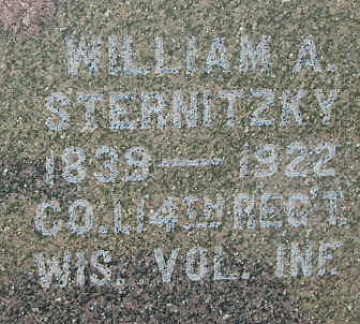 WILLIAM A.
STERNITZKY
1839 — 1922
CO. I. 14TH REG'T.
WIS. VOL. INF.